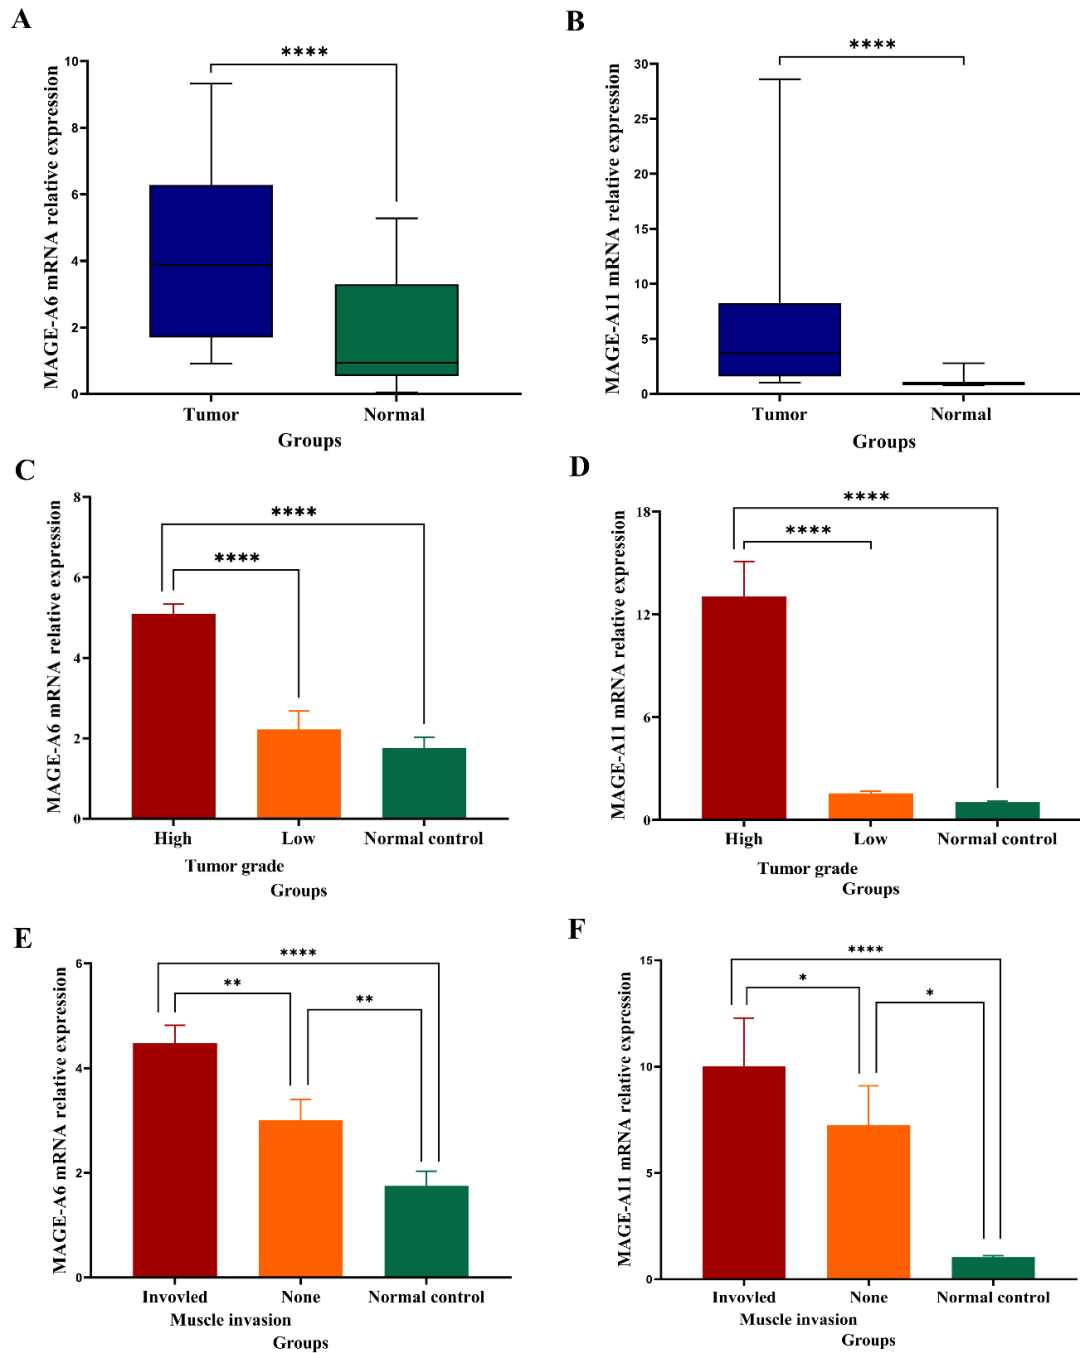 A
MAGE-A6 mRNA relative expression
10
8
6
4
2
0
****
Tumor
Normal
Groups
B
MAGE-A11 mRNA relative expression
30
25
20
15
10
5
0
****
Tumor
Normal
Groups
C
MAGE-A6 mRNA relative expression
8
6
4
2
0
****
****
High
Low
Normal control
Tumor grade
Groups
D
MAGE-A11 mRNA relative expression
18
12
6
0
****
****
High
Low
Normal control
Tumor grade
Groups
E
MAGE-A6 mRNA relative expression
6
4
2
0
****
**
**
Invovled
None
Normal control
Muscle invasion
Groups
F
MAGE-A11 mRNA relative expression
15
10
5
0
****
*
*
Invovled
None
Normal control
Muscle invasion
Groups